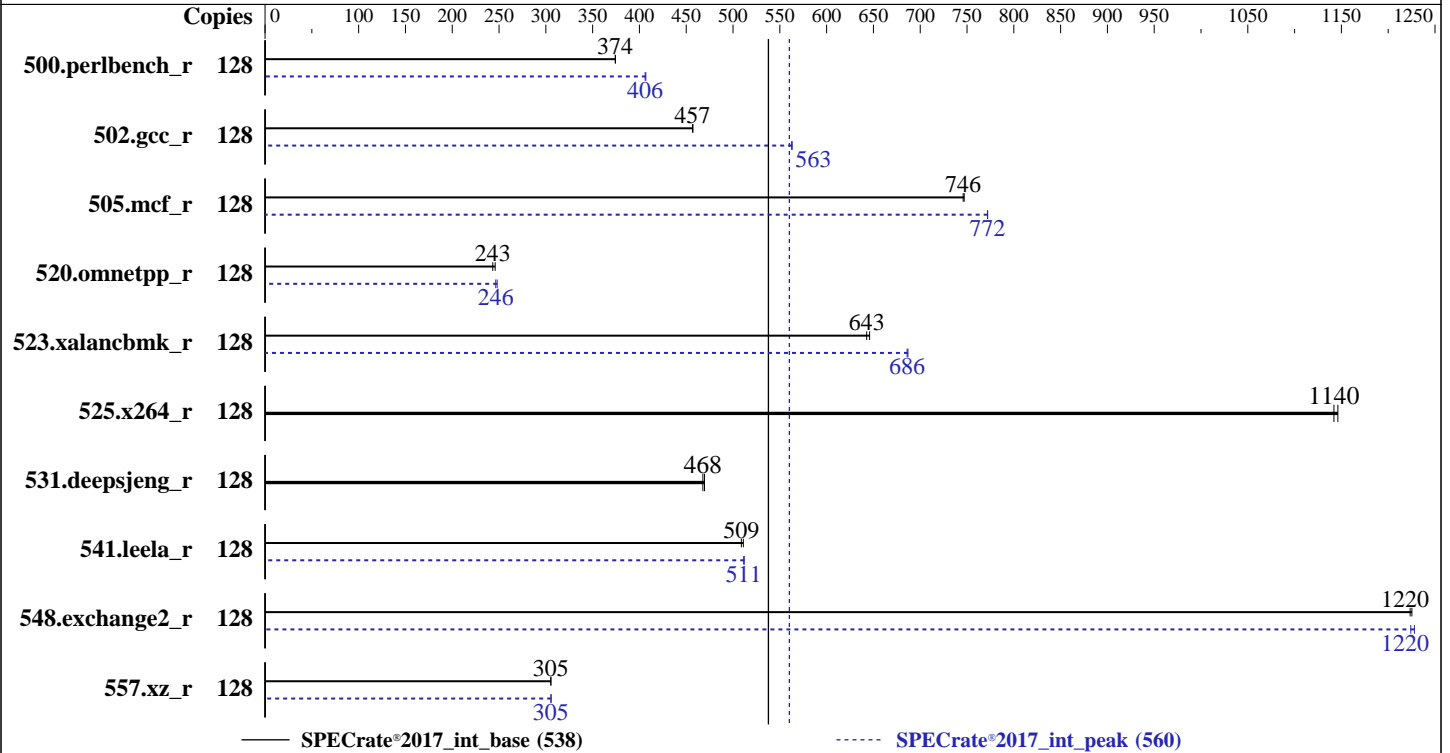 Copies 0 100 150 200 250 300 350 400 450 500 550 600 650 700 750 800 850 900 950 1050 1150 1250
500.perlbench_r 128 374
406
502.gcc_r 128 457
563
505.mcf_r 128 746
772
520.omnetpp_r 128 243
246
523.xalancbmk_r 128 643
686
525.x264_r 128 1140
531.deepsjeng_r 128 468
541.leela_r 128 509
511
548.exchange2_r 128 1220
1220
557.xz_r 128 305
305
SPECrate®2017_int_base (538) SPECrate®2017_int_peak (560)